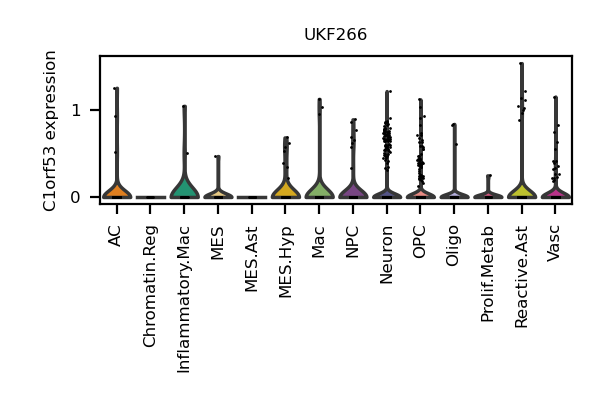 UKF266
C1orf53 expression
1
0
AC
Chromatin.Reg
Inflammatory.Mac
MES
MES.Ast
MES.Hyp
Mac
NPC
Neuron
OPC
Oligo
Prolif.Metab
Reactive.Ast
Vasc